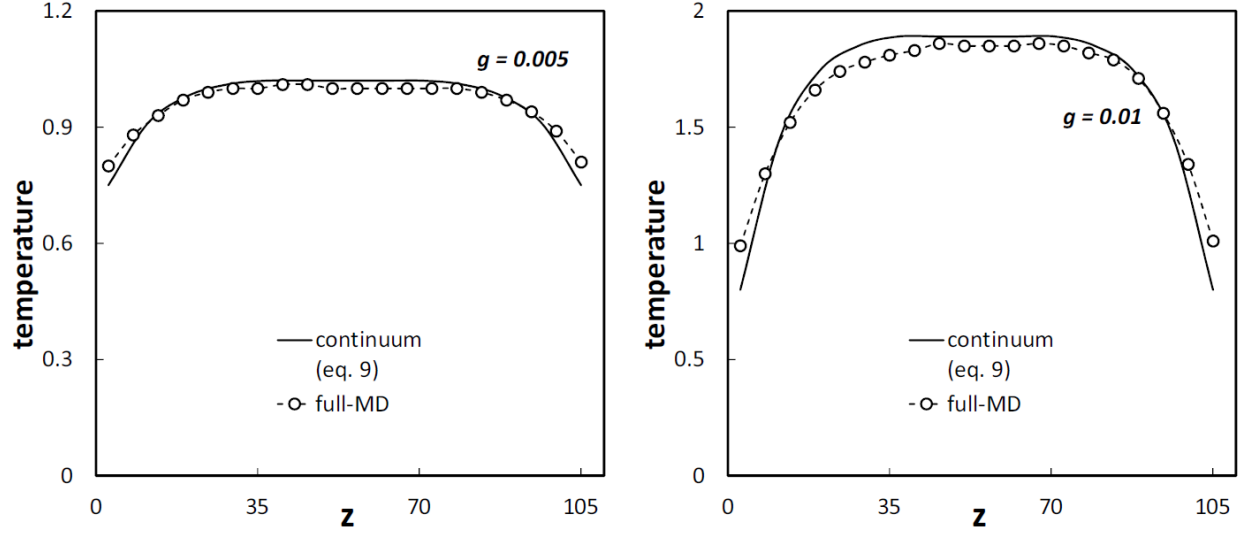 1.2
0.9
0.6
0.3
0
temperature
g = 0.005
continuum
(eq. 9)
full-MD
0
35
70
105
z
2
1.5
1
0.5
0
temperature
g = 0.01
continuum
(eq. 9)
full-MD
0
35
70
105
z